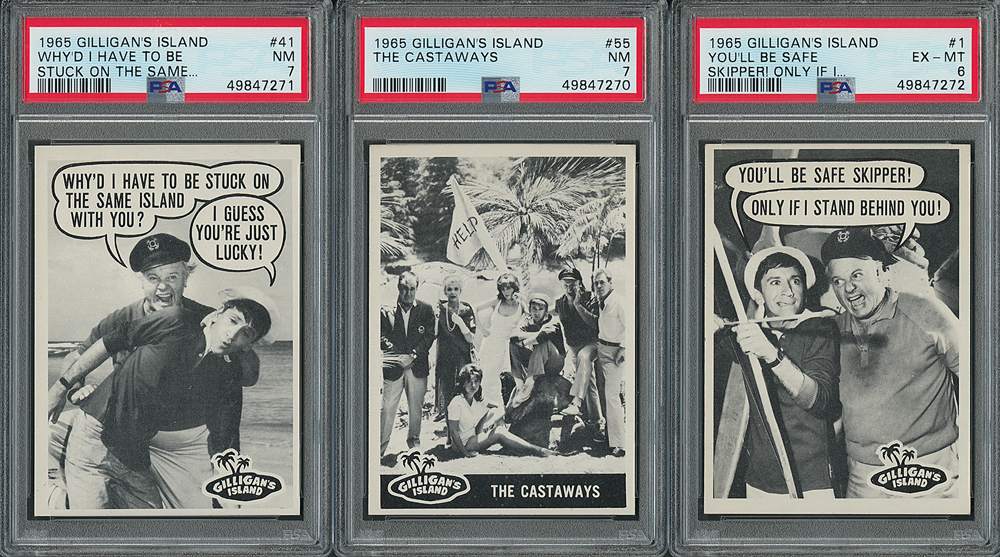 1965 GILLIGAN'S ISLAND #41
WHY'D I HAVE TO BE NM
STUCK ON THE SAME... 7
PSA 49847271
WHY'D I HAVE TO BE STUCK ON
THE SAME ISLAND
WITH YOU?
I GUESS
YOU'RE JUST
LUCKY!
GILLIGAN'S
ISLAND
1965 GILLIGAN'S ISLAND #55
THE CASTAWAYS NM
7
PSA 49847270
HELP
GILLIGAN'S
ISLAND
THE CASTAWAYS
1965 GILLIGAN'S ISLAND #1
YOU'LL BE SAFE EX - MT
SKIPPER! ONLY IF I... 6
PSA 49847272
YOU'LL BE SAFE SKIPPER!
ONLY IF I STAND BEHIND YOU!
GILLIGAN'S
ISLAND